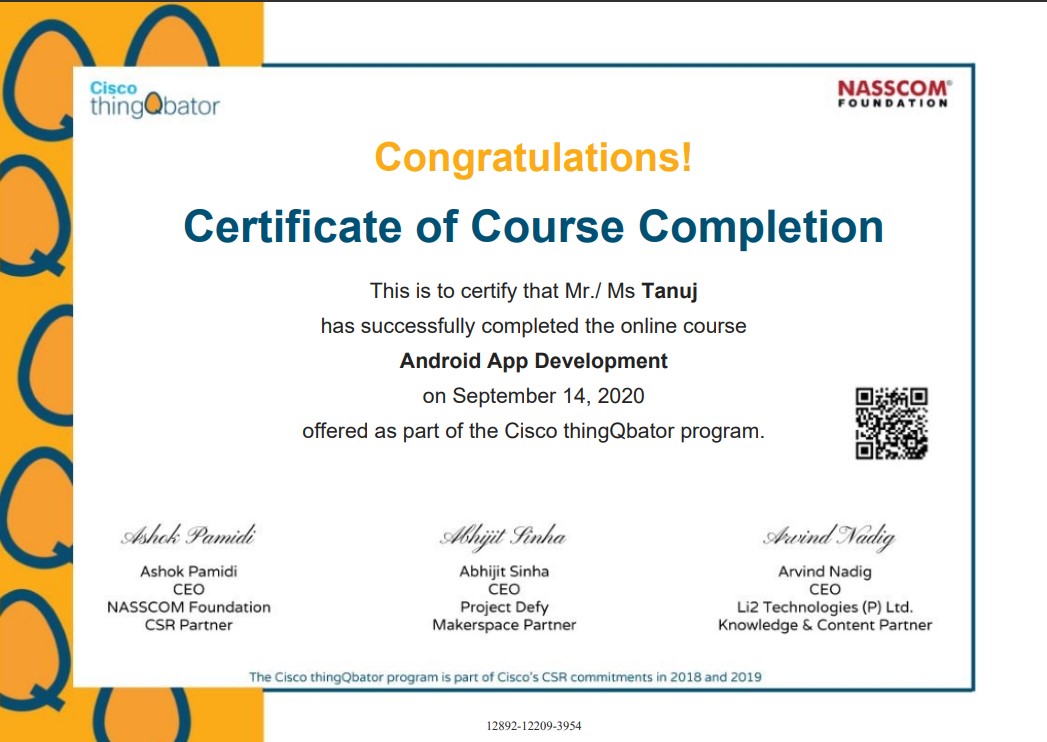 Cisco
thingQbator
NASSCOM®
FOUNDATION
Congratulations!
Certificate of Course Completion
This is to certify that Mr./ Ms Tanuj
has successfully completed the online course
Android App Development
on September 14, 2020
offered as part of the Cisco thingQbator program.
Ashok Pamidi
Ashok Pamidi
CEO
NASSCOM Foundation
CSR Partner
Abhijit Sinha
Abhijit Sinha
CEO
Project Defy
Makerspace Partner
Arvind Nadig
Arvind Nadig
CEO
Li2 Technologies (P) Ltd.
Knowledge & Content Partner
The Cisco thingQbator program is part of Cisco's CSR commitments in 2018 and 2019
12892-12209-3954